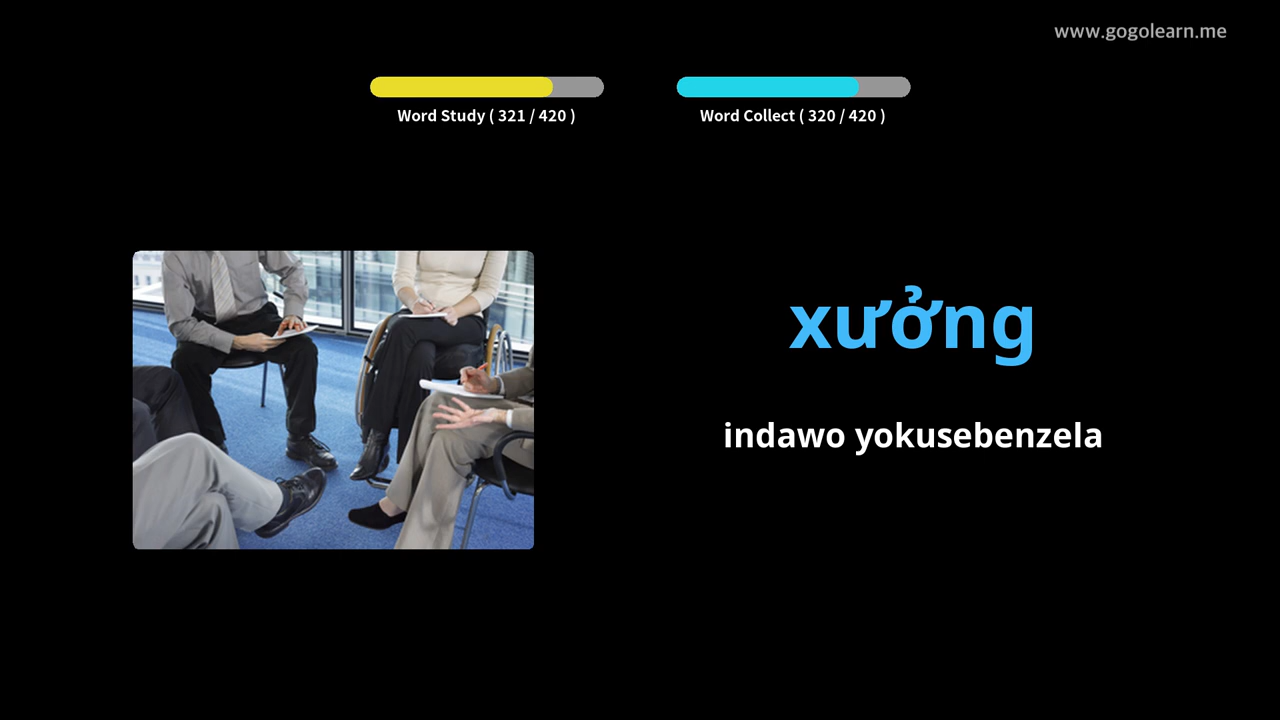 www.gogolearn.me
Word Study ( 321 / 420 )
Word Collect ( 320 / 420 )
xưởng
indawo yokusebenzela